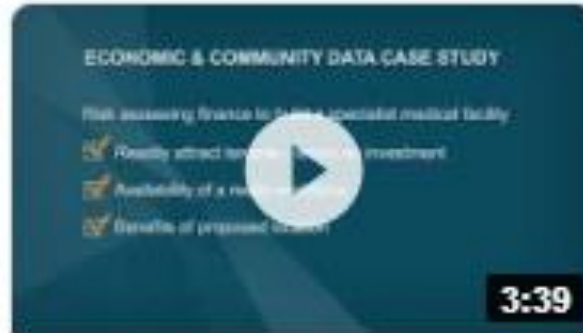 ECONOMIC & COMMUNITY DATA CASE STUDY
Risk assessing finance to a specialist medical facility
Readily attract investment
Availability of a
Benefits of proposed
3:39